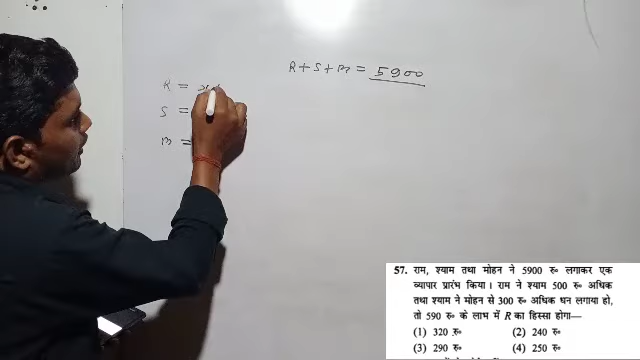 R + S + m = 5900
R =
S =
m =
57. राम, श्याम तथा मोहन ने 5900 रु० लगाकर एक
व्यापार प्रारंभ किया। राम ने श्याम 500 रु० अधिक
तथा श्याम ने मोहन से 300 रु० अधिक धन लगाया हो,
तो 590 रु० के लाभ में R का हिस्सा होगा—
(1) 320 रु० (2) 240 रु०
(3) 290 रु० (4) 250 रु०